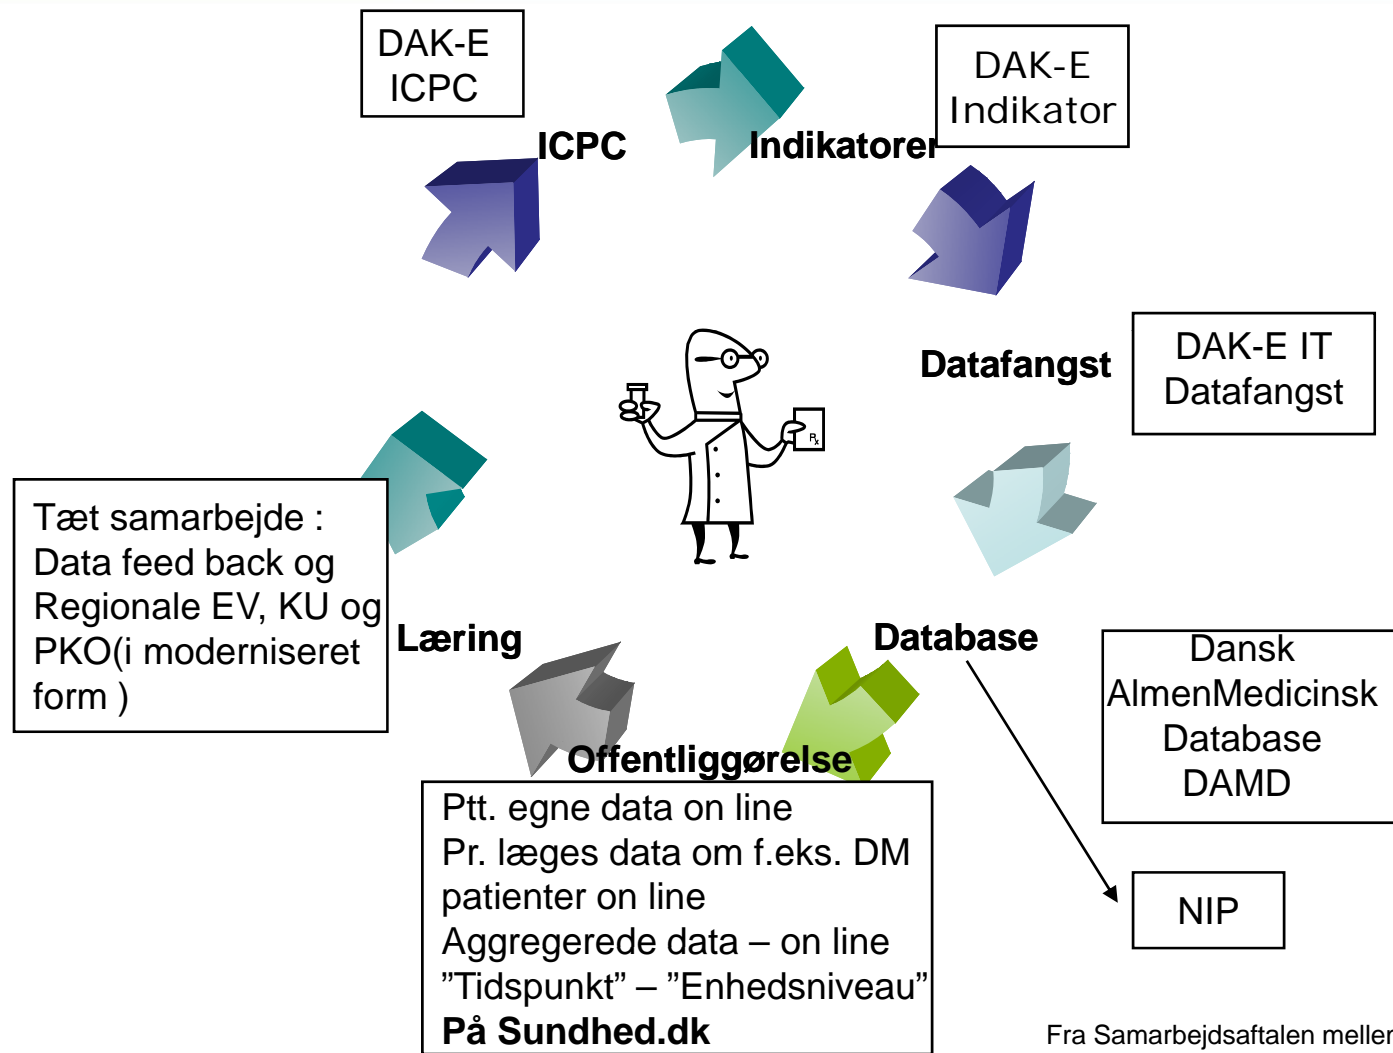 DAK-E
ICPC
DAK-E
Indikator
ICPC
Indikatorer
Datafangst
DAK-E IT
Datafangst
Rx
Tæt samarbejde :
Data feed back og
Regionale EV, KU og
PKO(i moderniseret
form )
Læring
Database
Dansk
AlmenMedicinsk
Database
DAMD
Offentliggørelse
Ptt. egne data on line
Pr. læges data om f.eks. DM
patienter on line
Aggregerede data – on line
”Tidspunkt” – ”Enhedsniveau”
På Sundhed.dk
NIP
Fra Samarbejdsaftalen meller